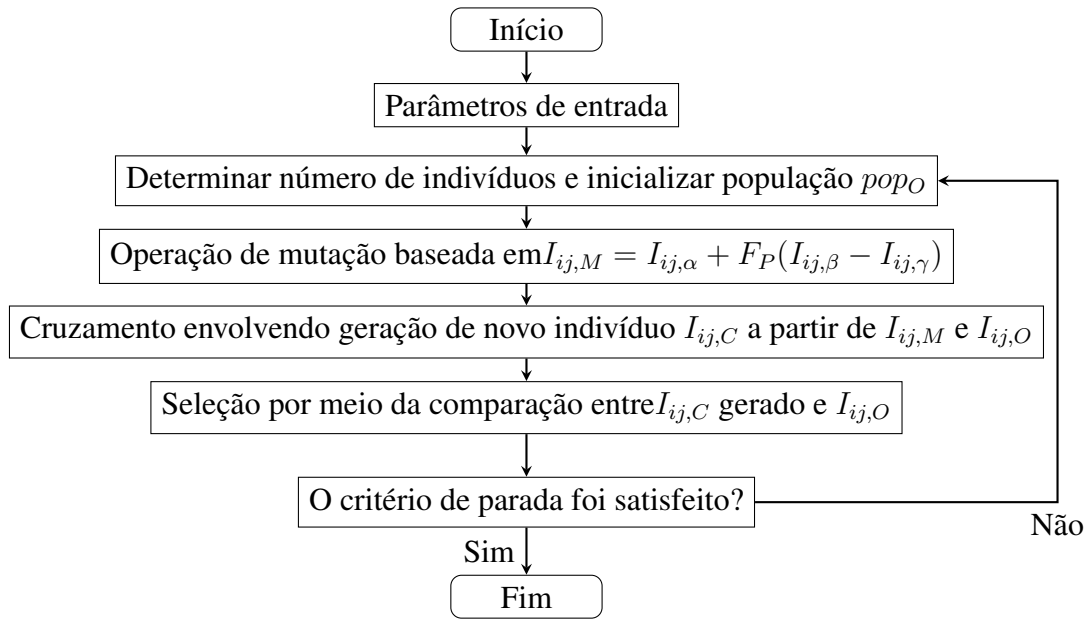 Início
Parâmetros de entrada
Determinar número de indivíduos e inicializar população $pop_O$
Operação de mutação baseada em$I_{ij,M} = I_{ij,\alpha} + F_P(I_{ij,\beta} - I_{ij,\gamma})$
Cruzamento envolvendo geração de novo indivíduo $I_{ij,C}$ a partir de $I_{ij,M}$ e $I_{ij,O}$
Seleção por meio da comparação entre$I_{ij,C}$ gerado e $I_{ij,O}$
O critério de parada foi satisfeito?
Não
Sim
Fim